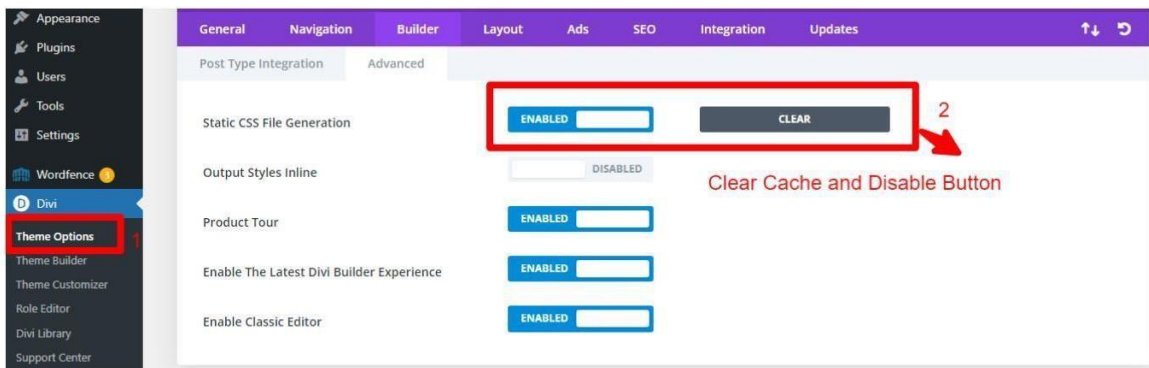 Appearance
Plugins
Users
Tools
Settings
Wordfence
Divi
Theme Options 1
Theme Builder
Theme Customizer
Role Editor
Divi Library
Support Center
General Navigation Builder Layout Ads SEO Integration Updates
Post Type Integration Advanced
Static CSS File Generation ENABLED CLEAR 2
Clear Cache and Disable Button
Output Styles Inline DISABLED
Product Tour ENABLED
Enable The Latest Divi Builder Experience ENABLED
Enable Classic Editor ENABLED